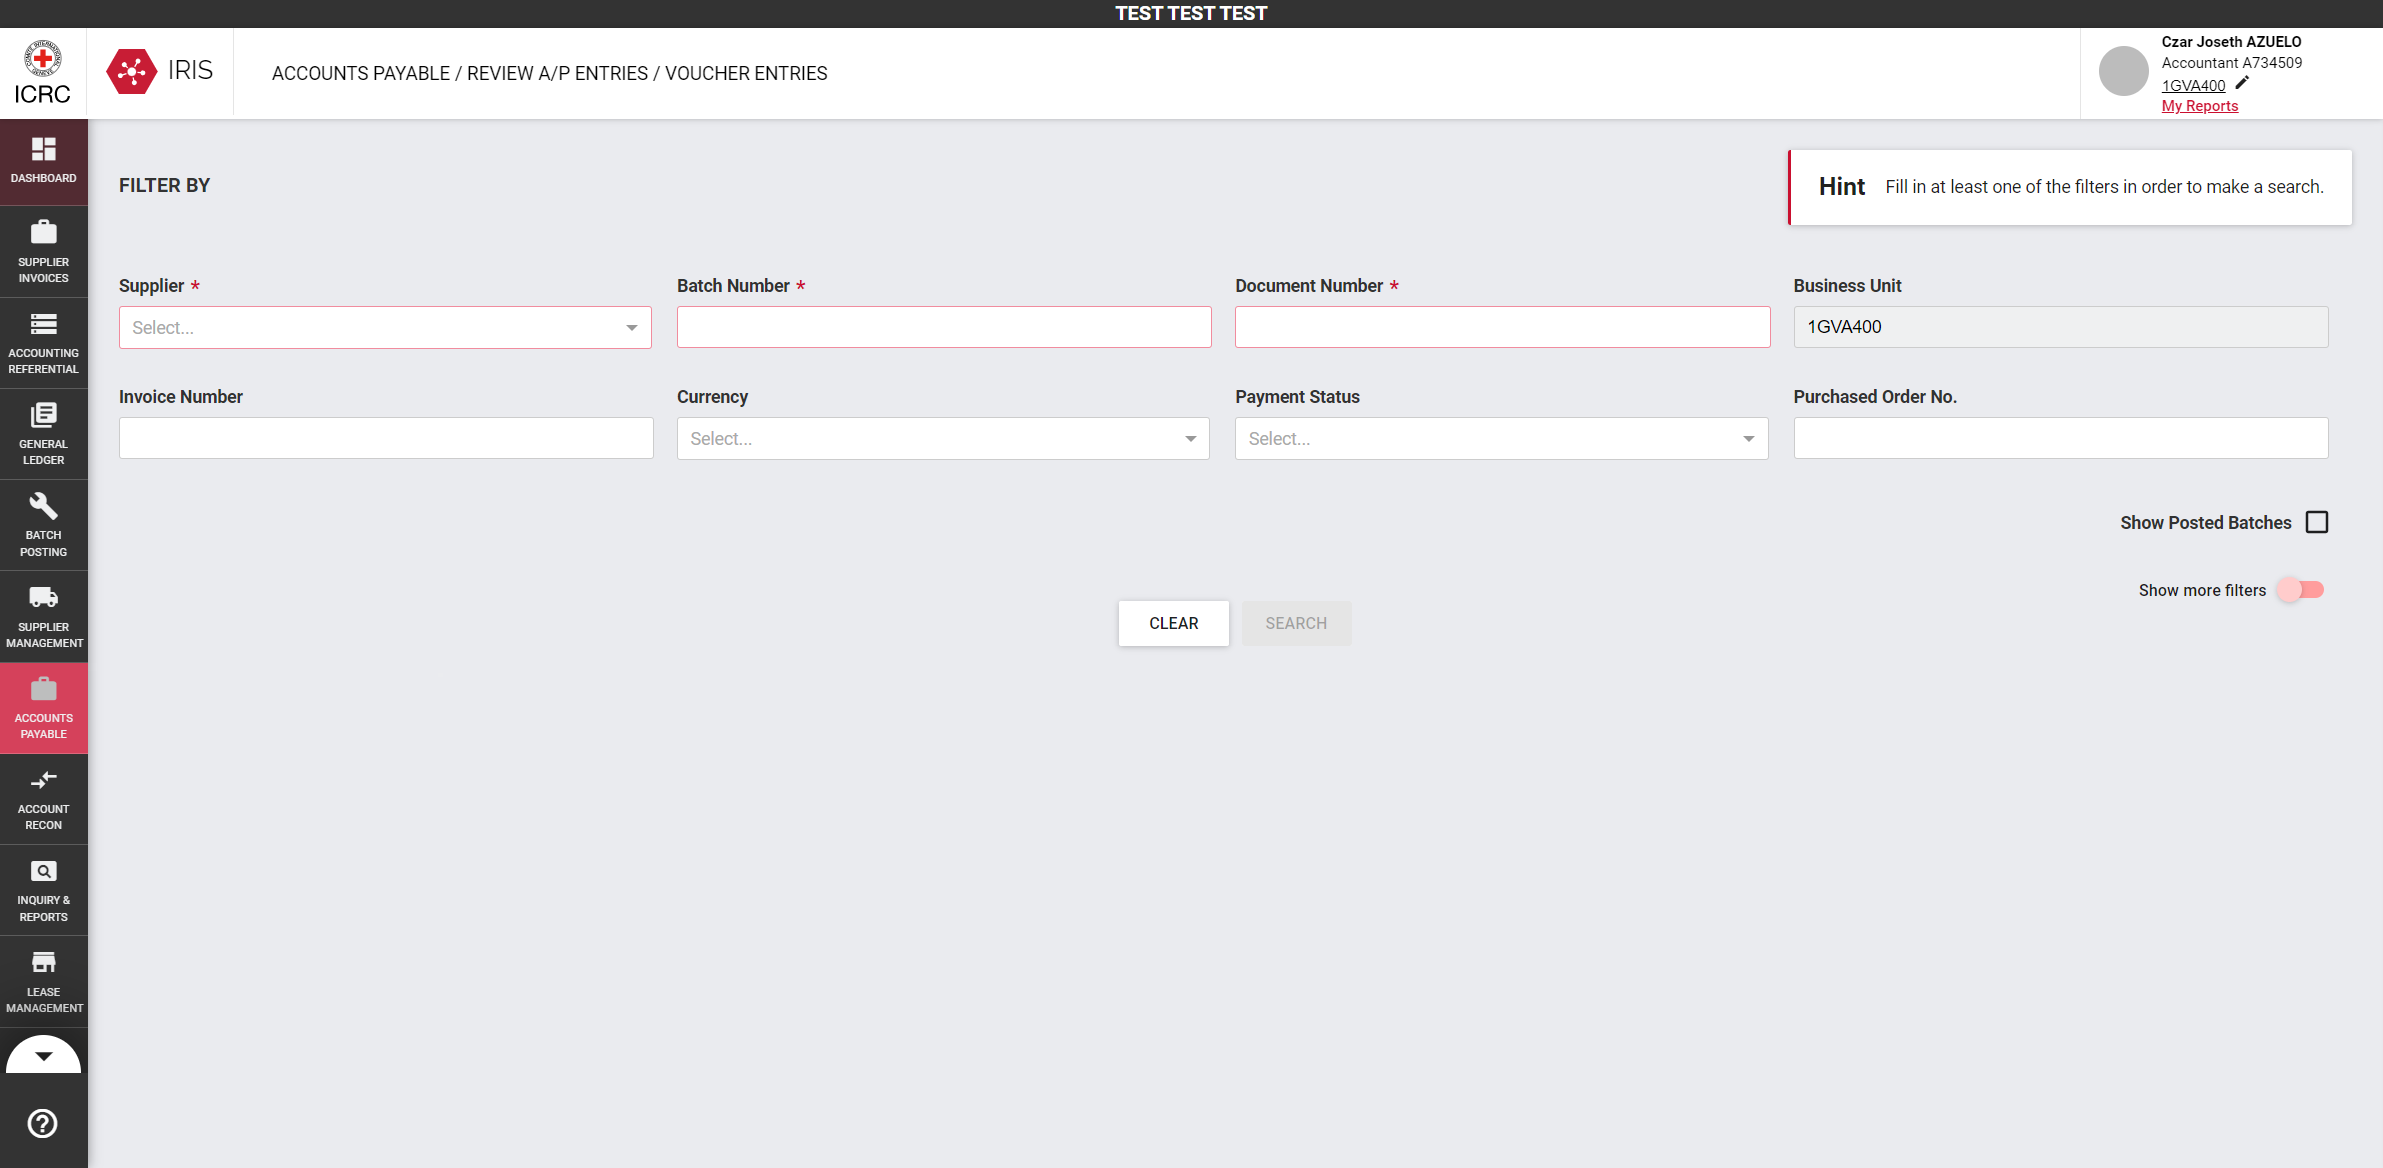 TEST TEST TEST
ICRC
IRIS
ACCOUNTS PAYABLE / REVIEW A/P ENTRIES / VOUCHER ENTRIES
Czar Joseth AZUELO
Accountant A734509
1GVA400
My Reports
DASHBOARD
SUPPLIER
INVOICES
ACCOUNTING
REFERENTIAL
GENERAL
LEDGER
BATCH
POSTING
SUPPLIER
MANAGEMENT
ACCOUNTS
PAYABLE
ACCOUNT
RECON
INQUIRY &
REPORTS
LEASE
MANAGEMENT
FILTER BY
Hint Fill in at least one of the filters in order to make a search.
Supplier * Batch Number * Document Number * Business Unit
Select... 1GVA400
Invoice Number Currency Payment Status Purchased Order No.
Select... Select...
Show Posted Batches
Show more filters
CLEAR SEARCH